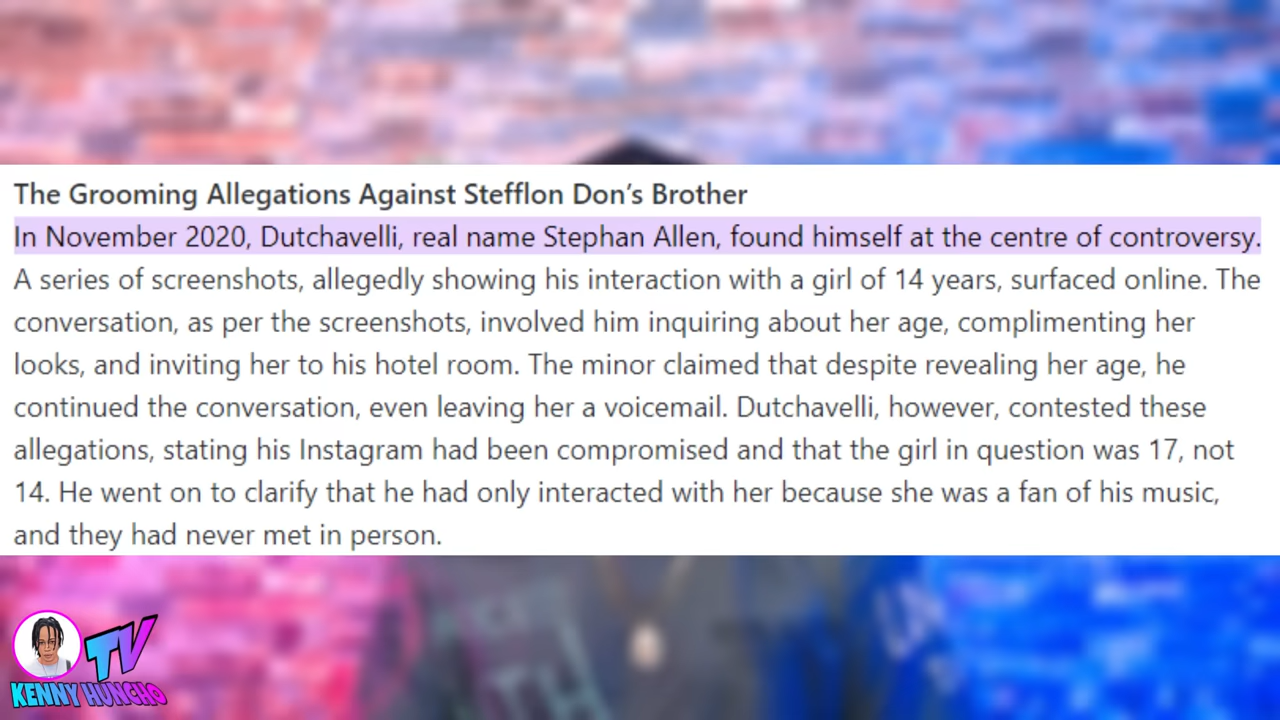 The Grooming Allegations Against Stefflon Don's Brother
In November 2020, Dutchavelli, real name Stephan Allen, found himself at the centre of controversy.
A series of screenshots, allegedly showing his interaction with a girl of 14 years, surfaced online. The
conversation, as per the screenshots, involved him inquiring about her age, complimenting her
looks, and inviting her to his hotel room. The minor claimed that despite revealing her age, he
continued the conversation, even leaving her a voicemail. Dutchavelli, however, contested these
allegations, stating his Instagram had been compromised and that the girl in question was 17, not
14. He went on to clarify that he had only interacted with her because she was a fan of his music,
and they had never met in person.
TV
KENNY HUNCHO